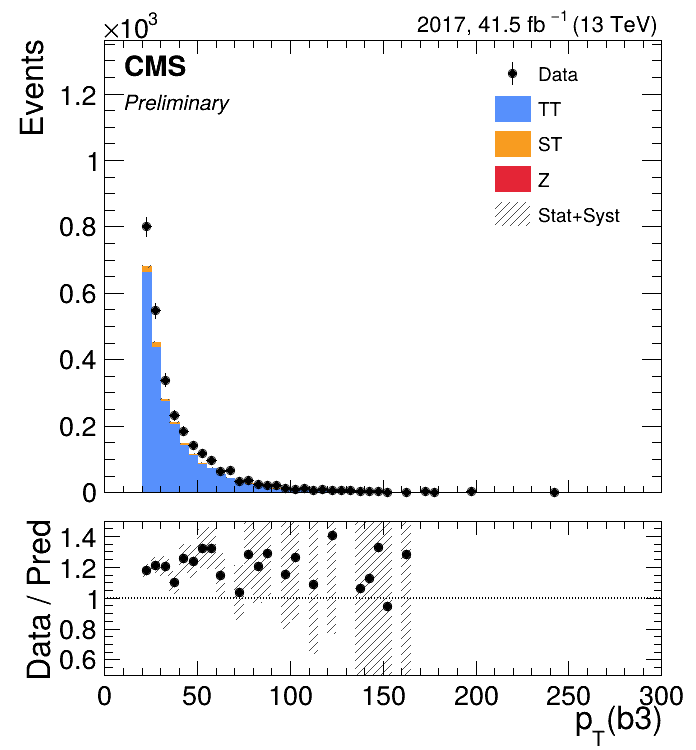 ×10³
2017, 41.5 fb⁻¹ (13 TeV)
CMS
Preliminary
Events
Data
TT
ST
Z
Stat+Syst
1.2
1
0.8
0.6
0.4
0.2
0
Data / Pred
1.4
1.2
1
0.8
0.6
0 50 100 150 200 250 300
p_T(b3)